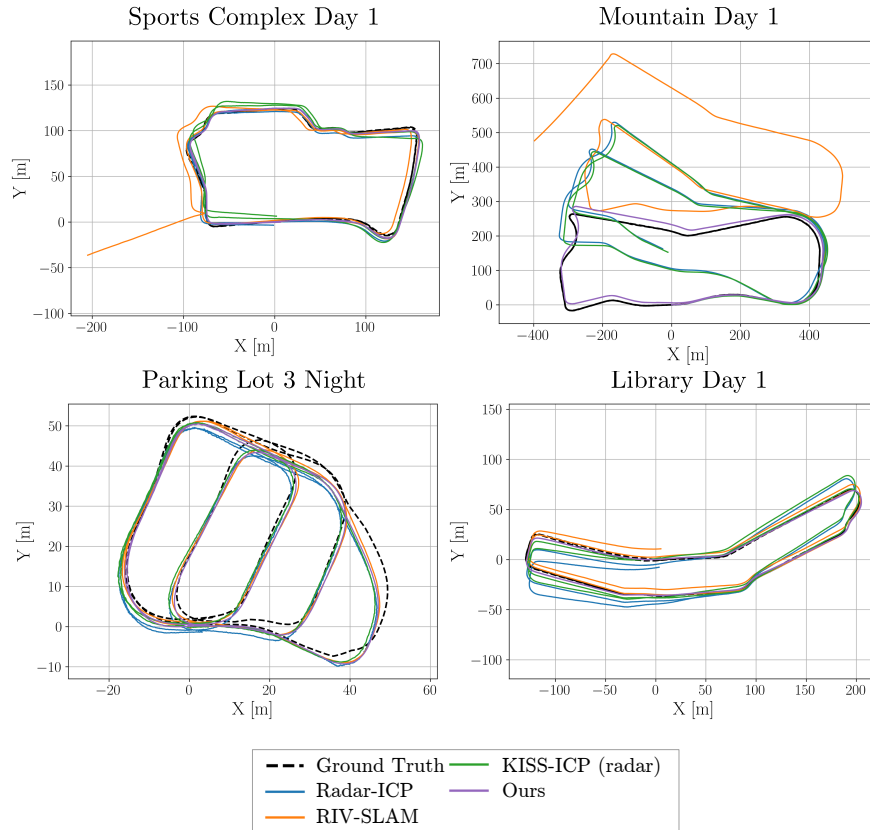 Sports Complex Day 1
Mountain Day 1
150
100
50
0
−50
−100
Y [m]
−200
−100
0
100
X [m]
700
600
500
400
300
200
100
0
Y [m]
−400
−200
0
200
400
X [m]
Parking Lot 3 Night
Library Day 1
50
40
30
20
10
0
−10
Y [m]
−20
0
20
40
60
X [m]
150
100
50
0
−50
−100
Y [m]
−100
−50
0
50
100
150
200
X [m]
Ground Truth
Radar-ICP
RIV-SLAM
KISS-ICP (radar)
Ours